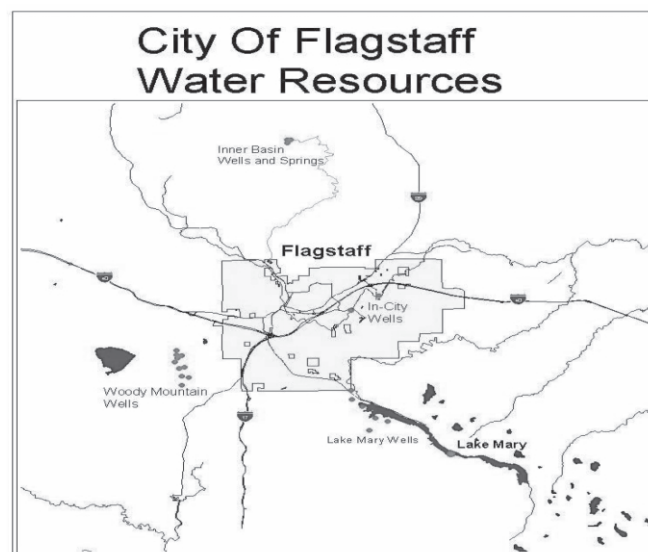 City Of Flagstaff
Water Resources
Inner Basin
Wells and Springs
Flagstaff
In-City
Wells
Woody Mountain
Wells
Lake Mary Wells
Lake Mary